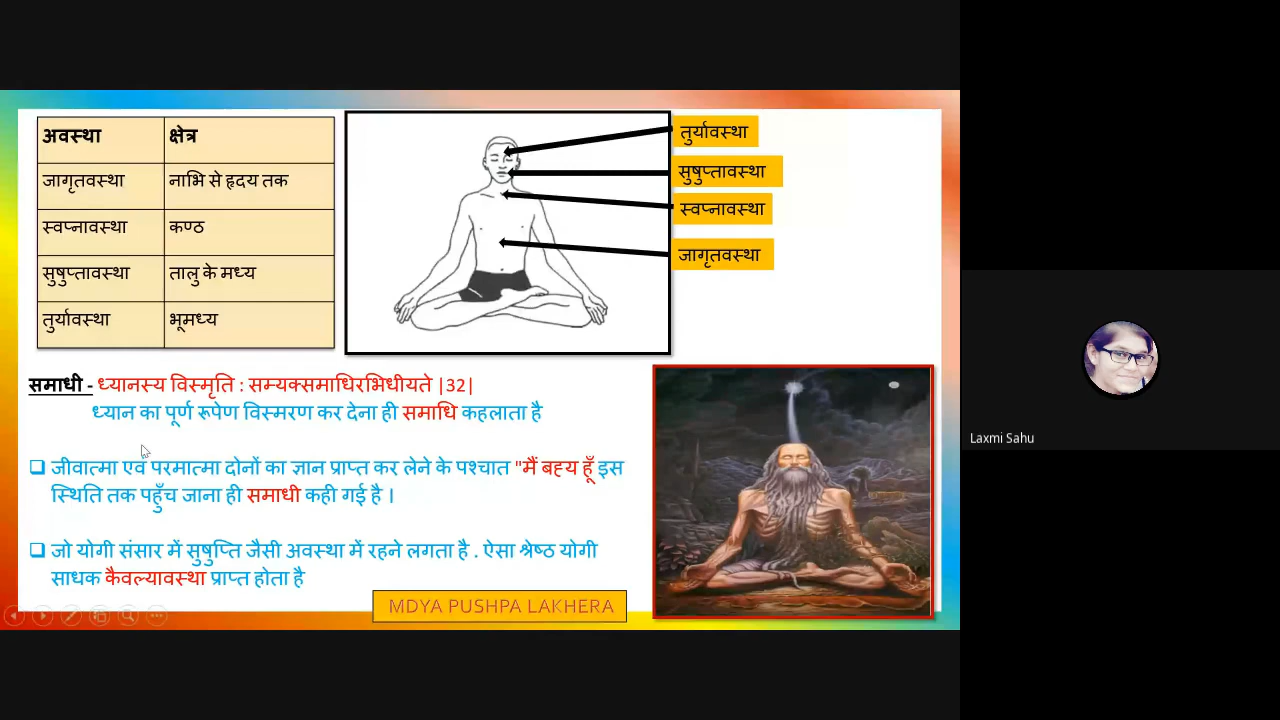 अवस्था क्षेत्र
जागृतवस्था नाभि से हृदय तक
स्वप्नावस्था कण्ठ
सुषुप्तावस्था तालु के मध्य
तुर्यावस्था भूमध्य
तुर्यावस्था
सुषुप्तावस्था
स्वप्नावस्था
जागृतवस्था
समाधी - ध्यानस्य विस्मृति : सम्यक्समाधिरभिधीयते |32|
ध्यान का पूर्ण रूपेण विस्मरण कर देना ही समाधि कहलाता है
जीवात्मा एवं परमात्मा दोनों का ज्ञान प्राप्त कर लेने के पश्चात "मैं बह्य हूँ इस
स्थिति तक पहुँच जाना ही समाधी कही गई है ।
जो योगी संसार में सुषुप्ति जैसी अवस्था में रहने लगता है . ऐसा श्रेष्ठ योगी
साधक कैवल्यावस्था प्राप्त होता है
MDYA PUSHPA LAKHERA
Laxmi Sahu